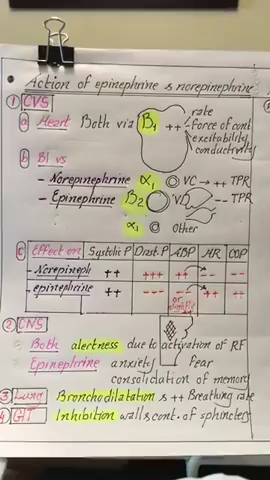 Action of epinephrine s norepinephrine
① CVS
a Heart Both via B1 ++ rate
- Force of cont
excitability
conductivity
b Bl vs
- Norepinephrine α1 VC → ++ TPR
- Epinephrine B2 VD -- TPR
α1 Other
c Effect on Systolic P Diast. P ABP HR COP
- Norepineph ++ +++ ++ -- --
- epinephrine ++ --- -- ++ ++
or
② CNS
Both alertness due to activation of RF
Epinephrine anxiety Fear
consolidation of memory
③ Lung Bronchodilatation s ++ Breathing rate
4 GIT Inhibition wall s cont. of sphincters